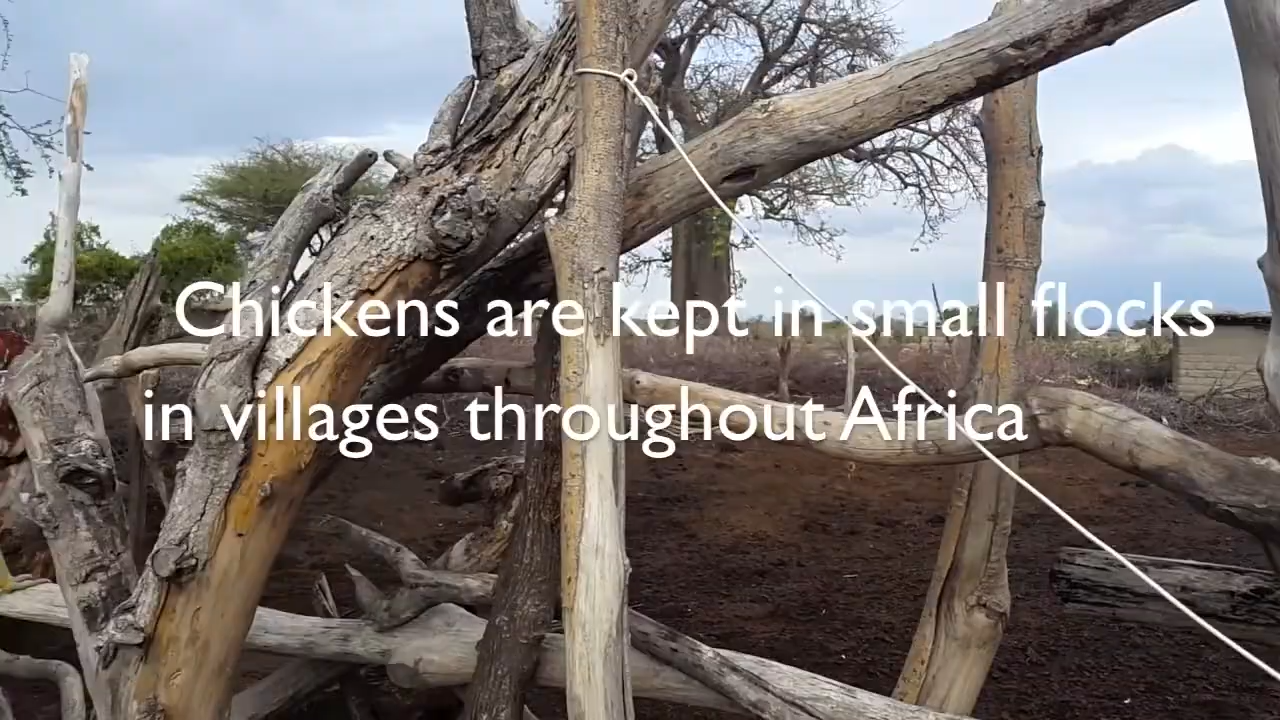 Chickens are kept in small flocks
in villages throughout Africa